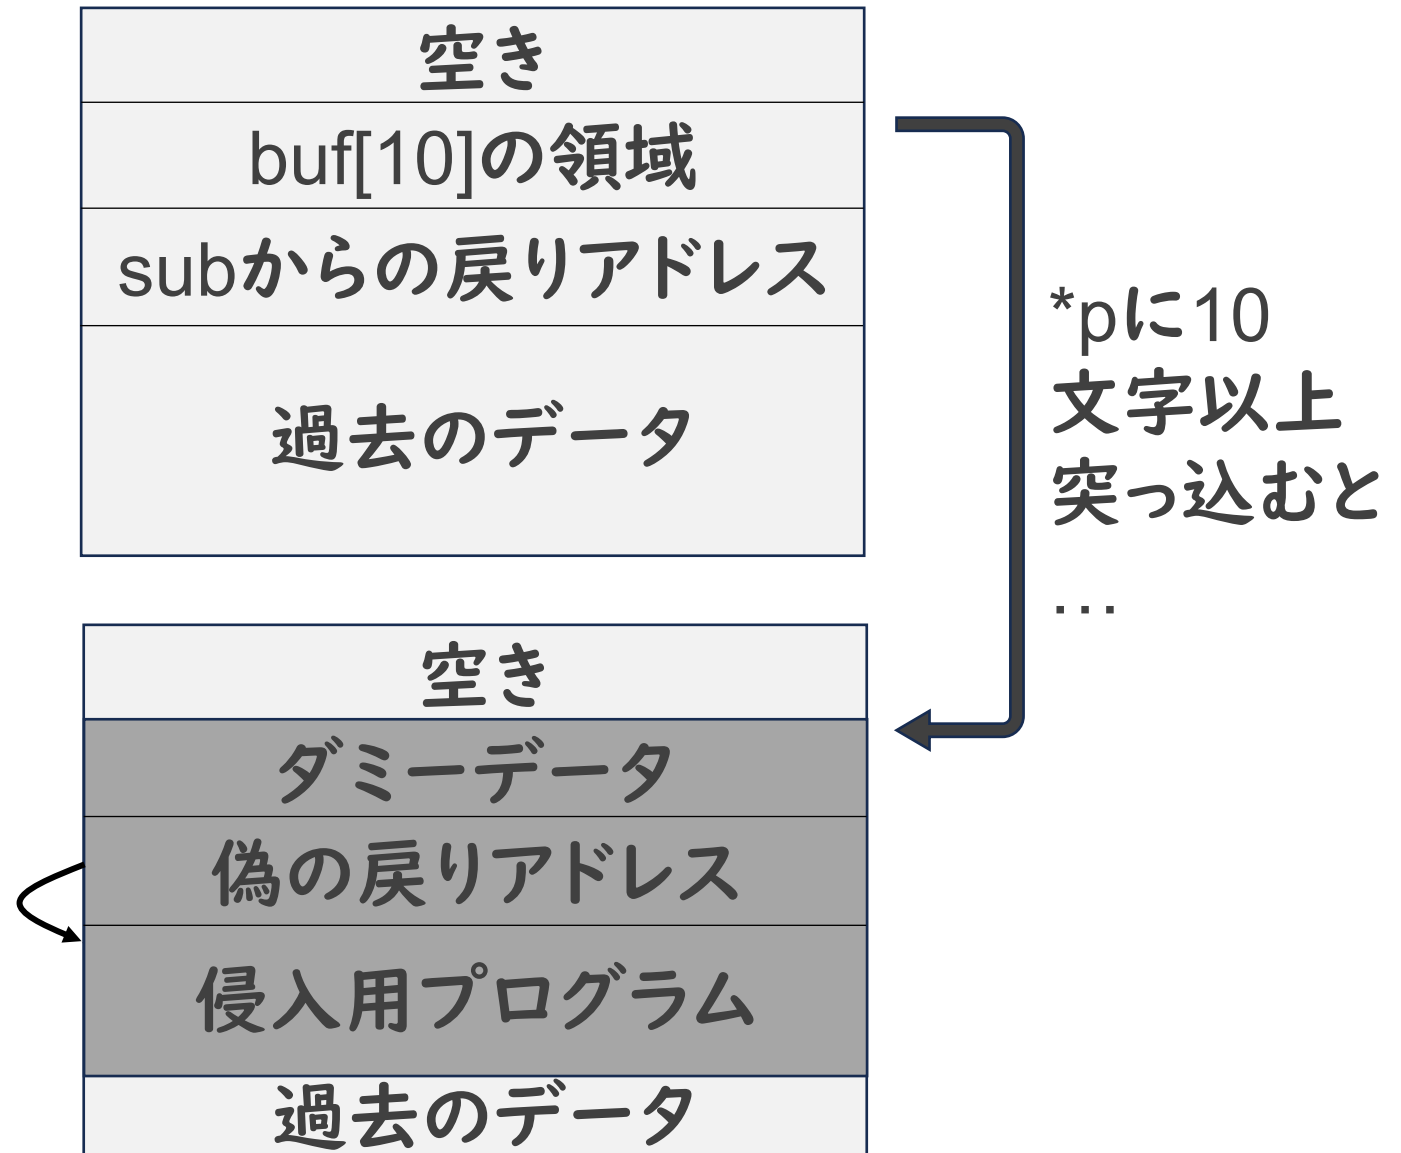 空き
buf[10]の領域
subからの戻りアドレス
過去のデータ
*pに10
文字以上
突っ込むと
…
空き
ダミーデータ
偽の戻りアドレス
侵入用プログラム
過去のデータ